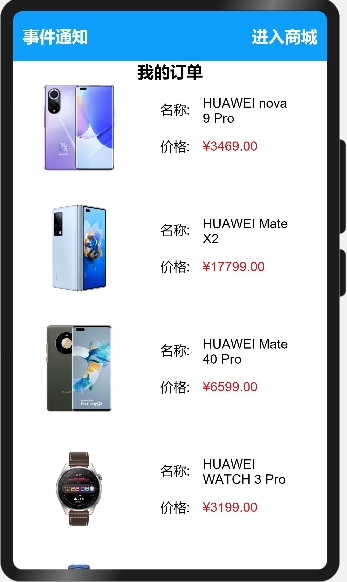 事件通知 进入商城
我的订单
名称: HUAWEI nova
9 Pro
价格: ¥3469.00
名称: HUAWEI Mate
X2
价格: ¥17799.00
名称: HUAWEI Mate
40 Pro
价格: ¥6599.00
名称: HUAWEI
WATCH 3 Pro
价格: ¥3199.00